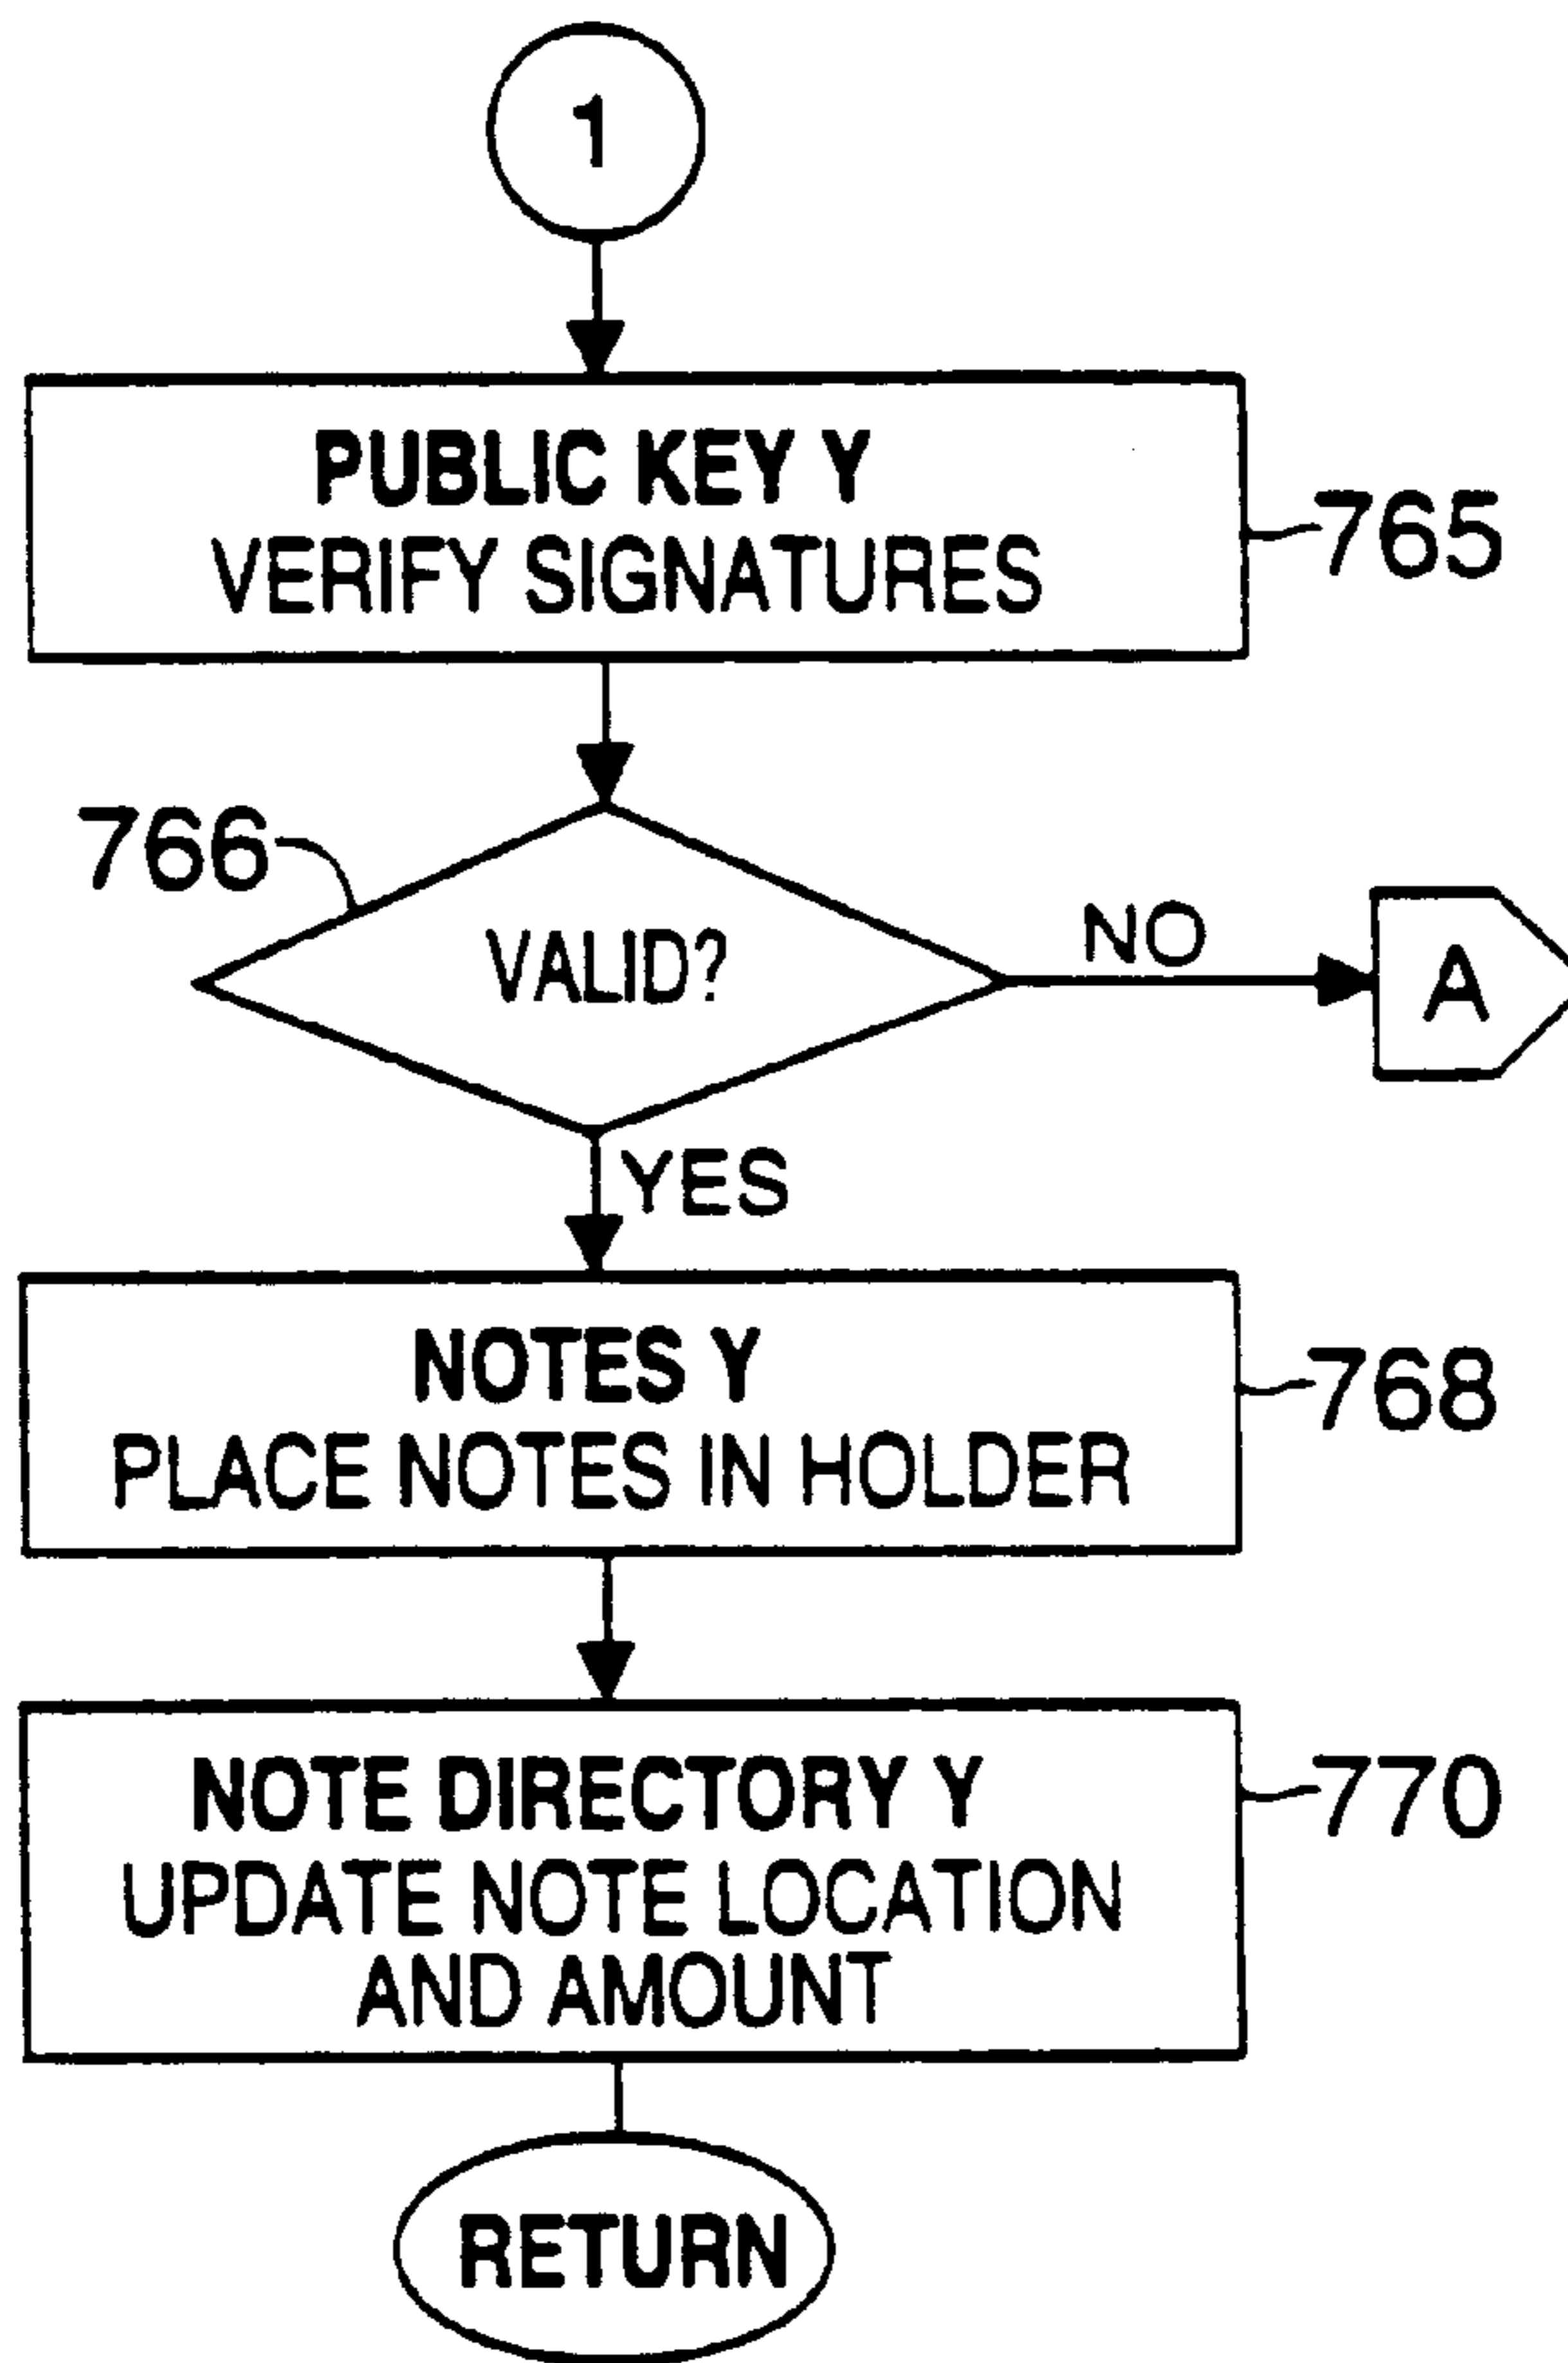 1
PUBLIC KEY Y
VERIFY SIGNATURES
765
766
VALID?
NO
A
YES
NOTES Y
PLACE NOTES IN HOLDER
768
NOTE DIRECTORY Y
UPDATE NOTE LOCATION
AND AMOUNT
770
RETURN